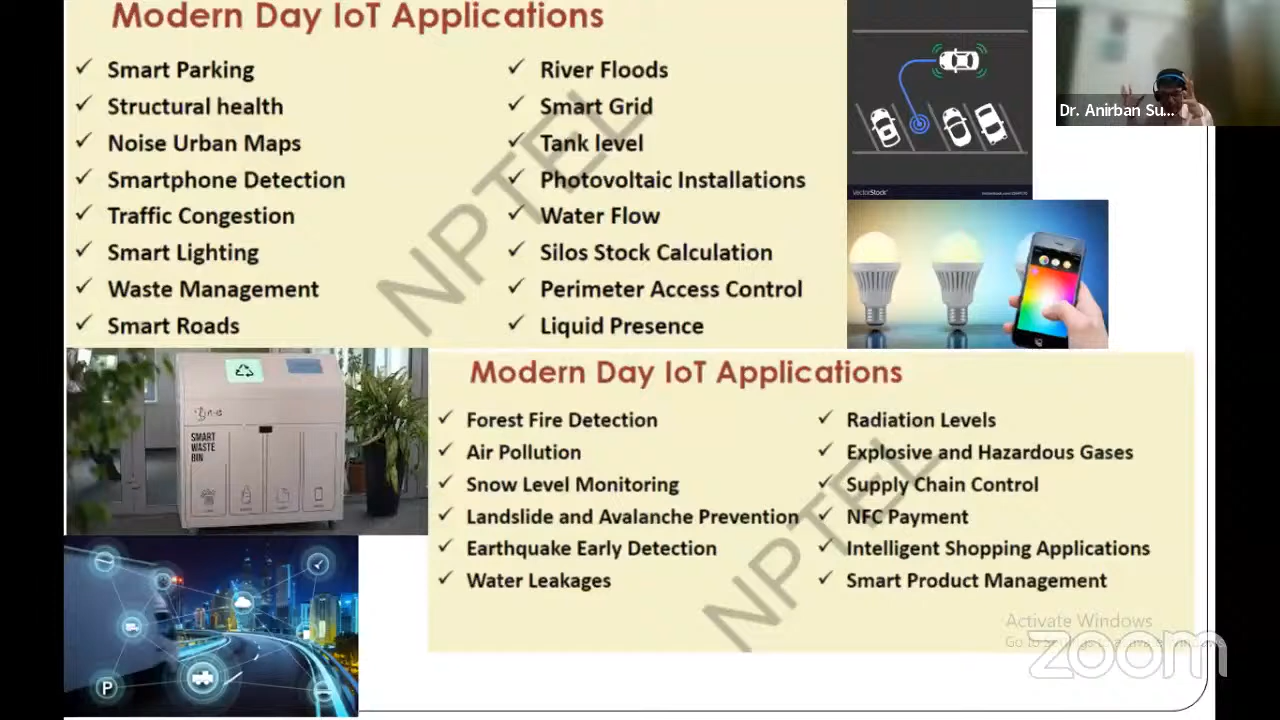 Modern Day IoT Applications
✓ Smart Parking
✓ Structural health
✓ Noise Urban Maps
✓ Smartphone Detection
✓ Traffic Congestion
✓ Smart Lighting
✓ Waste Management
✓ Smart Roads
✓ River Floods
✓ Smart Grid
✓ Tank level
✓ Photovoltaic Installations
✓ Water Flow
✓ Silos Stock Calculation
✓ Perimeter Access Control
✓ Liquid Presence
NPTEL
VectorStock
Dr. Anirban Su...
SMART
WASTE
BIN
P
Modern Day IoT Applications
✓ Forest Fire Detection
✓ Air Pollution
✓ Snow Level Monitoring
✓ Landslide and Avalanche Prevention
✓ Earthquake Early Detection
✓ Water Leakages
✓ Radiation Levels
✓ Explosive and Hazardous Gases
✓ Supply Chain Control
✓ NFC Payment
✓ Intelligent Shopping Applications
✓ Smart Product Management
NPTEL
Activate Windows
Go to
zoom